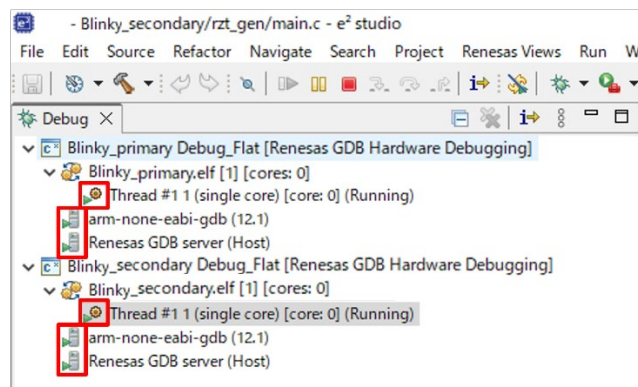 - Blinky_secondary/rzt_gen/main.c - e² studio
File Edit Source Refactor Navigate Search Project Renesas Views Run W
Debug
Blinky_primary Debug_Flat [Renesas GDB Hardware Debugging]
Blinky_primary.elf [1] [cores: 0]
Thread #1 1 (single core) [core: 0] (Running)
arm-none-eabi-gdb (12.1)
Renesas GDB server (Host)
Blinky_secondary Debug_Flat [Renesas GDB Hardware Debugging]
Blinky_secondary.elf [1] [cores: 0]
Thread #1 1 (single core) [core: 0] (Running)
arm-none-eabi-gdb (12.1)
Renesas GDB server (Host)